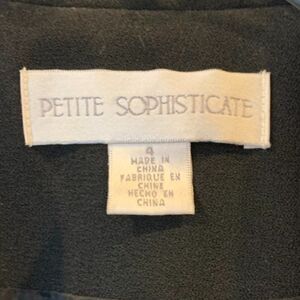 PETITE SOPHISTICATE
4
MADE IN
CHINA
FABRIQUE EN
CHINE
HECHO EN
CHINA